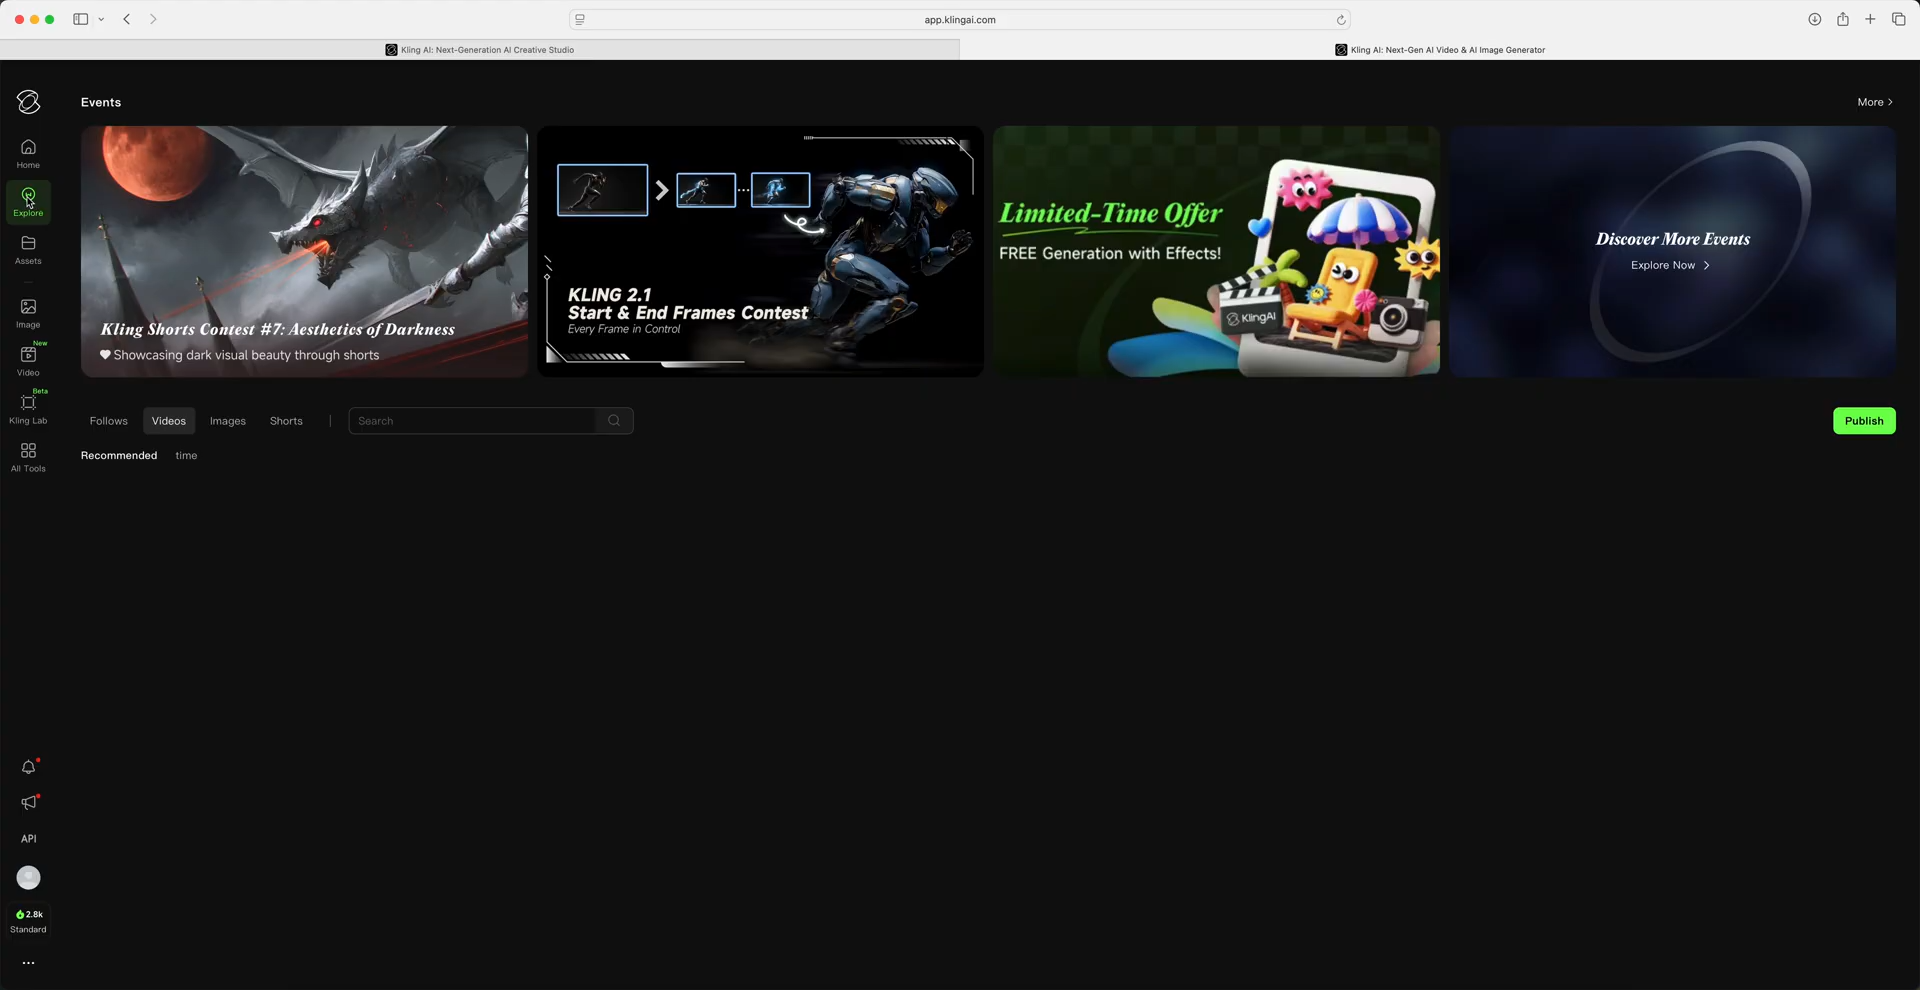 app.klingai.com
Kling AI: Next-Generation AI Creative Studio
Kling AI: Next-Gen AI Video & AI Image Generator
Home
Explore
Assets
Image
New
Video
Beta
Kling Lab
All Tools
API
2.8k
Standard
Events
More
Kling Shorts Contest #7: Aesthetics of Darkness
Showcasing dark visual beauty through shorts
KLING 2.1
Start & End Frames Contest
Every Frame in Control
Limited-Time Offer
FREE Generation with Effects!
KlingAI
Discover More Events
Explore Now
Follows
Videos
Images
Shorts
Search
Publish
Recommended
time